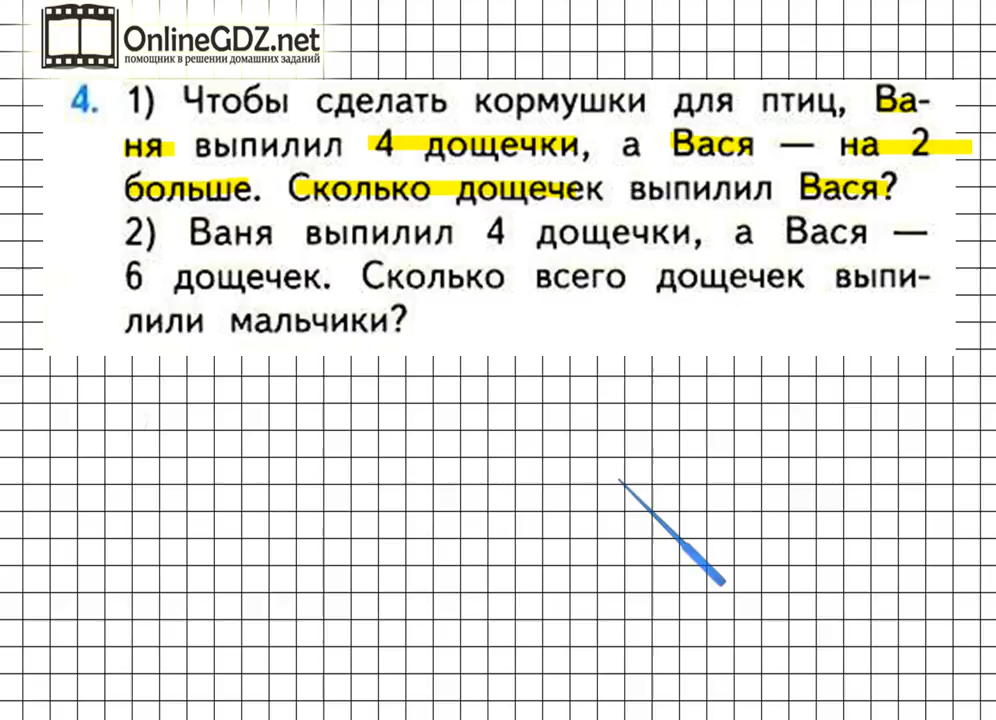 OnlineGDZ.net
помощник в решении домашних заданий
4. 1) Чтобы сделать кормушки для птиц, Ва-
ня выпилил 4 дощечки, а Вася — на 2
больше. Сколько дощечек выпилил Вася?
2) Ваня выпилил 4 дощечки, а Вася —
6 дощечек. Сколько всего дощечек выпи-
лили мальчики?